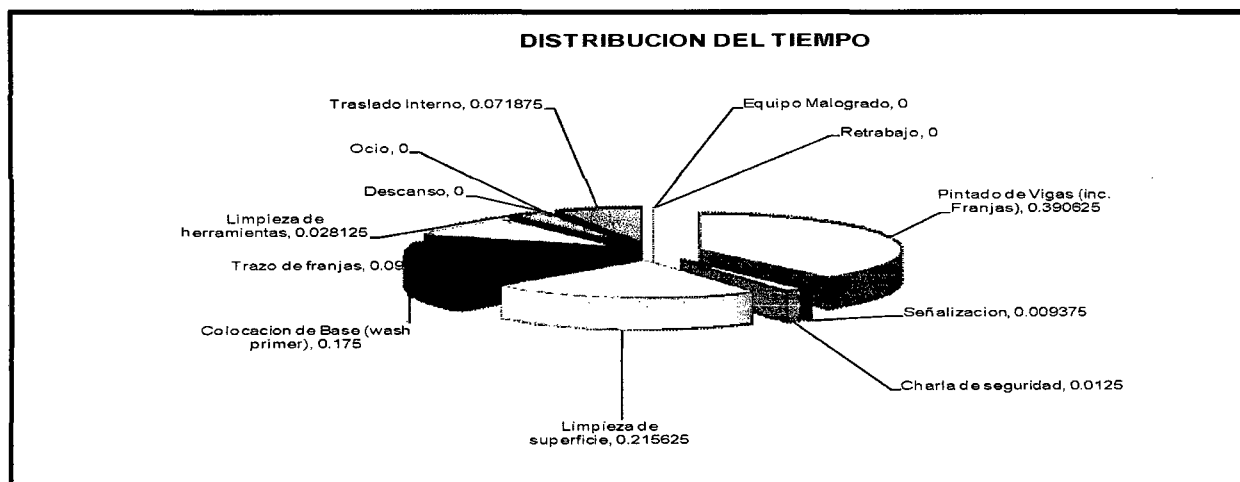 DISTRIBUCION DEL TIEMPO
Traslado Interno, 0.071875
Equipo Malogrado, 0
Retrabajo, 0
Ocio, 0
Descanso, 0
Pintado de Vigas (inc.
Franjas), 0.390625
Limpieza de
herramientas, 0.028125
Trazo de franjas, 0.09
Señalizacion, 0.009375
Colocacion de Base (wash
primer), 0.175
Charla de seguridad, 0.0125
Limpieza de
superficie, 0.215625